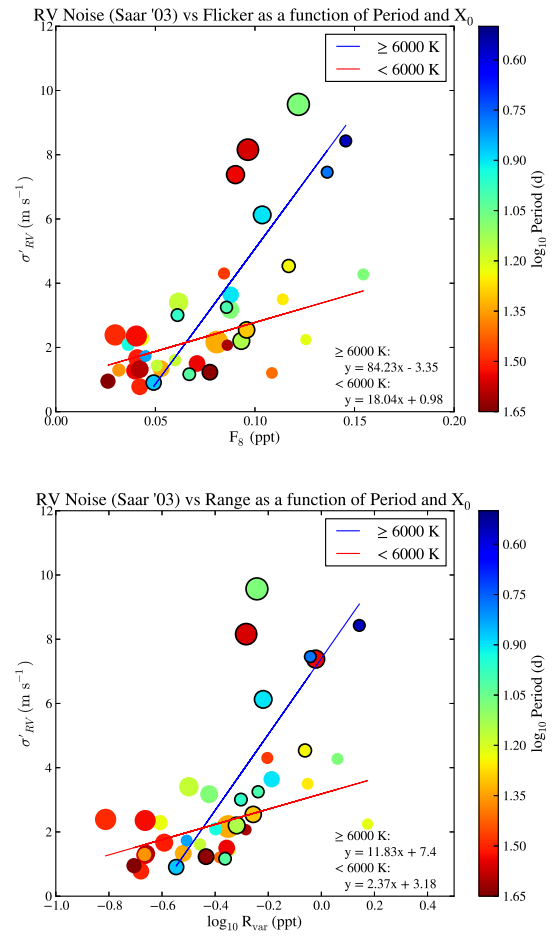 RV Noise (Saar '03) vs Flicker as a function of Period and X₀
≥ 6000 K
< 6000 K
10
8
6
4
2
0
σ'RV (m s⁻¹)
≥ 6000 K:
y = 84.23x - 3.35
< 6000 K:
y = 18.04x + 0.98
0.00 0.05 0.10 0.15 0.20
F₈ (ppt)
0.60
0.75
0.90
1.05
1.20
1.35
1.50
1.65
log₁₀ Period (d)
RV Noise (Saar '03) vs Range as a function of Period and X₀
≥ 6000 K
< 6000 K
12
10
8
6
4
2
0
σ'RV (m s⁻¹)
≥ 6000 K:
y = 11.83x + 7.4
< 6000 K:
y = 2.37x + 3.18
−1.0 −0.8 −0.6 −0.4 −0.2 0.0 0.2 0.4
log₁₀ Rvar (ppt)
0.60
0.75
0.90
1.05
1.20
1.35
1.50
1.65
log₁₀ Period (d)